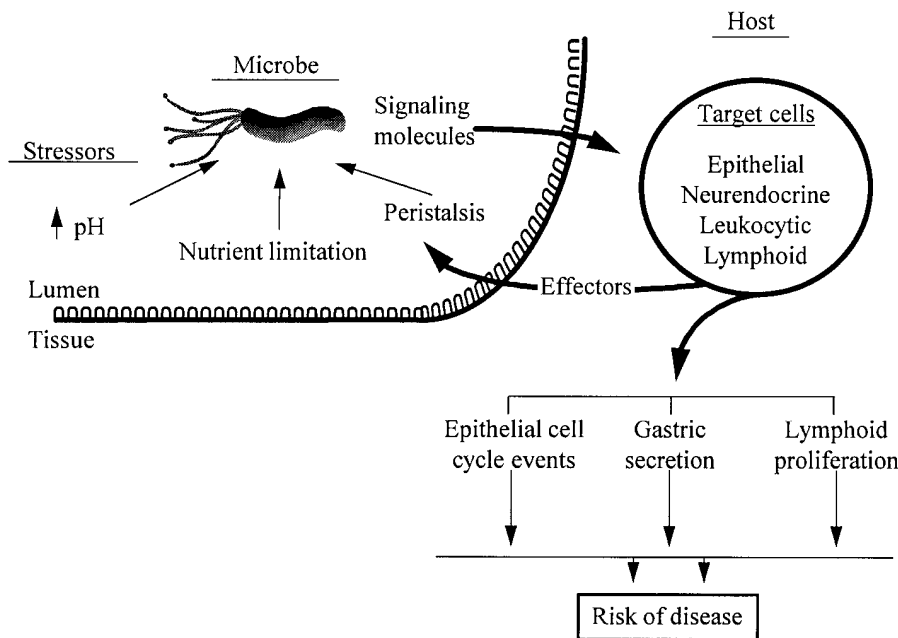 Host
Microbe
Signaling
molecules
Target cells
Epithelial
Neurendocrine
Leukocytic
Lymphoid
Stressors
pH
Nutrient limitation
Peristalsis
Effectors
Lumen
Tissue
Epithelial cell
cycle events
Gastric
secretion
Lymphoid
proliferation
Risk of disease